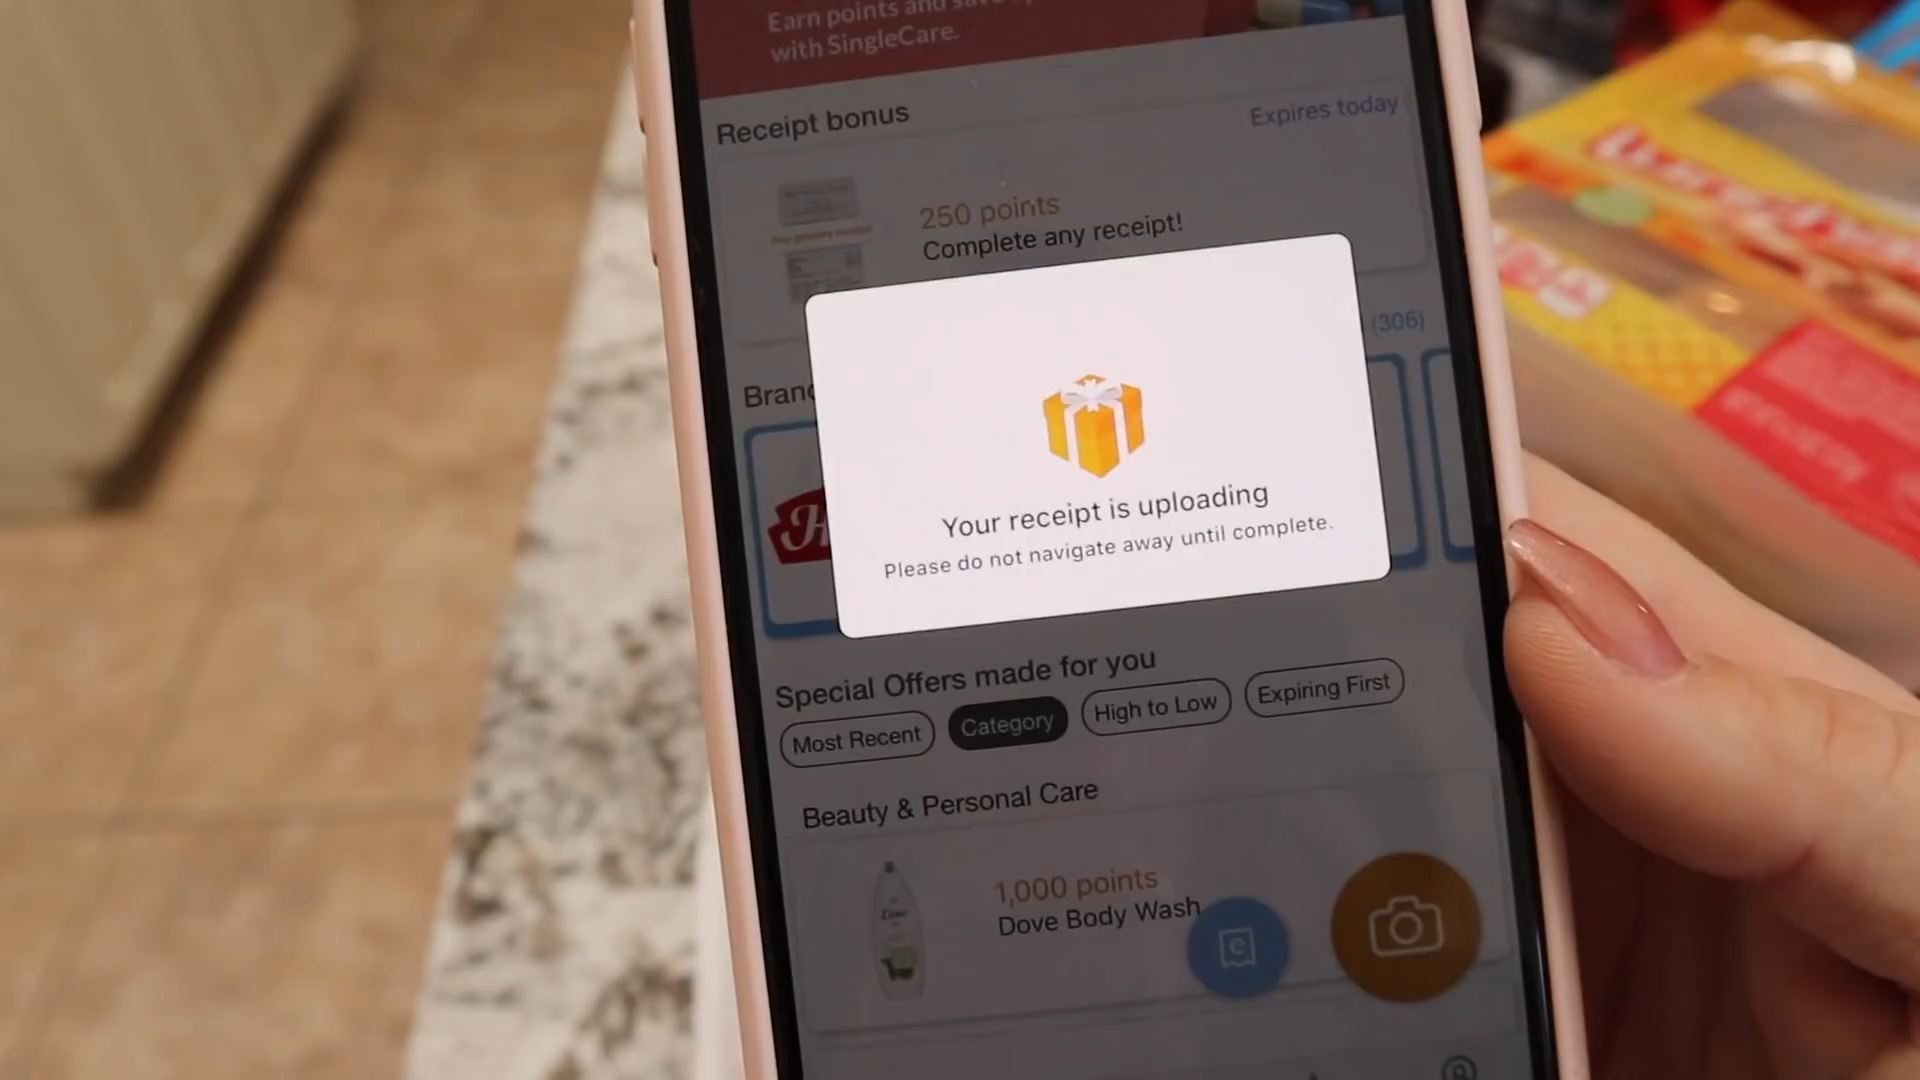 Earn points and save
with SingleCare.
Receipt bonus
Expires today
250 points
Complete any receipt!
(306)
Your receipt is uploading
Please do not navigate away until complete.
Special Offers made for you
Most Recent
Category
High to Low
Expiring First
Beauty & Personal Care
1,000 points
Dove Body Wash
Dove
e